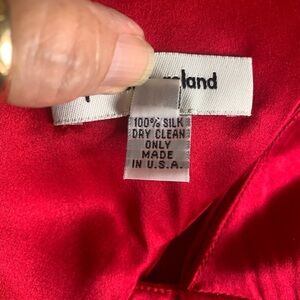 100% SILK
DRY CLEAN
ONLY
MADE
IN U.S.A.